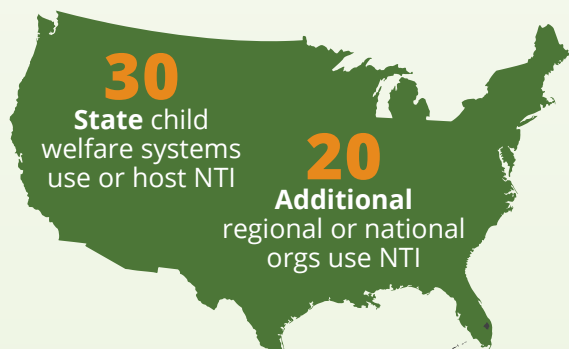 30
State child
welfare systems
use or host NTI
20
Additional
regional or national
orgs use NTI